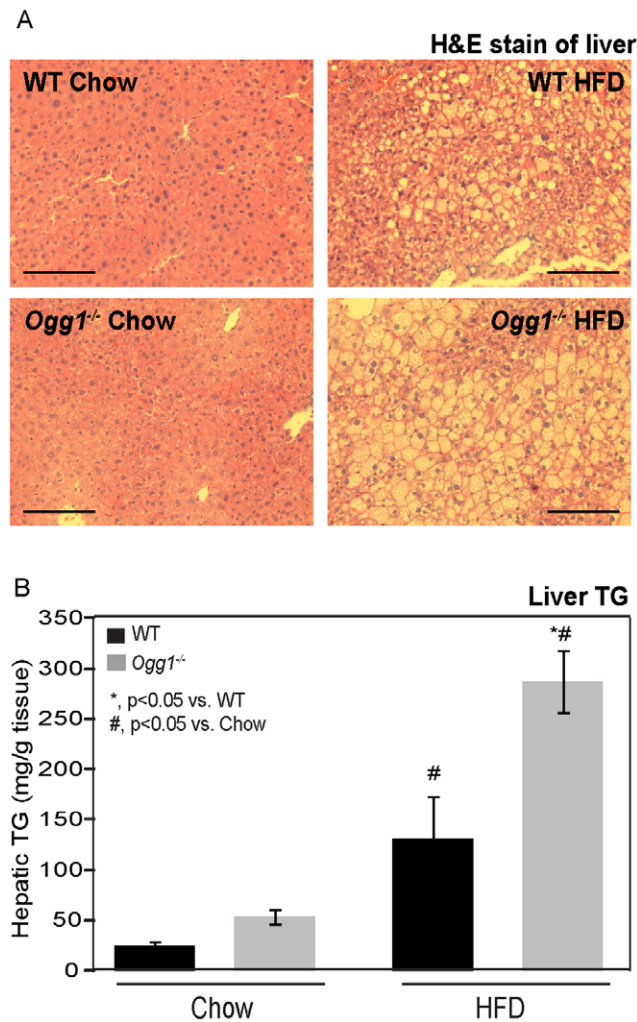 A
H&E stain of liver
WT Chow
WT HFD
Ogg1-/- Chow
Ogg1-/- HFD
B
Liver TG
Hepatic TG (mg/g tissue)
350
300
250
200
150
100
50
0
WT
Ogg1-/-
*, p<0.05 vs. WT
#, p<0.05 vs. Chow
#
*#
Chow
HFD